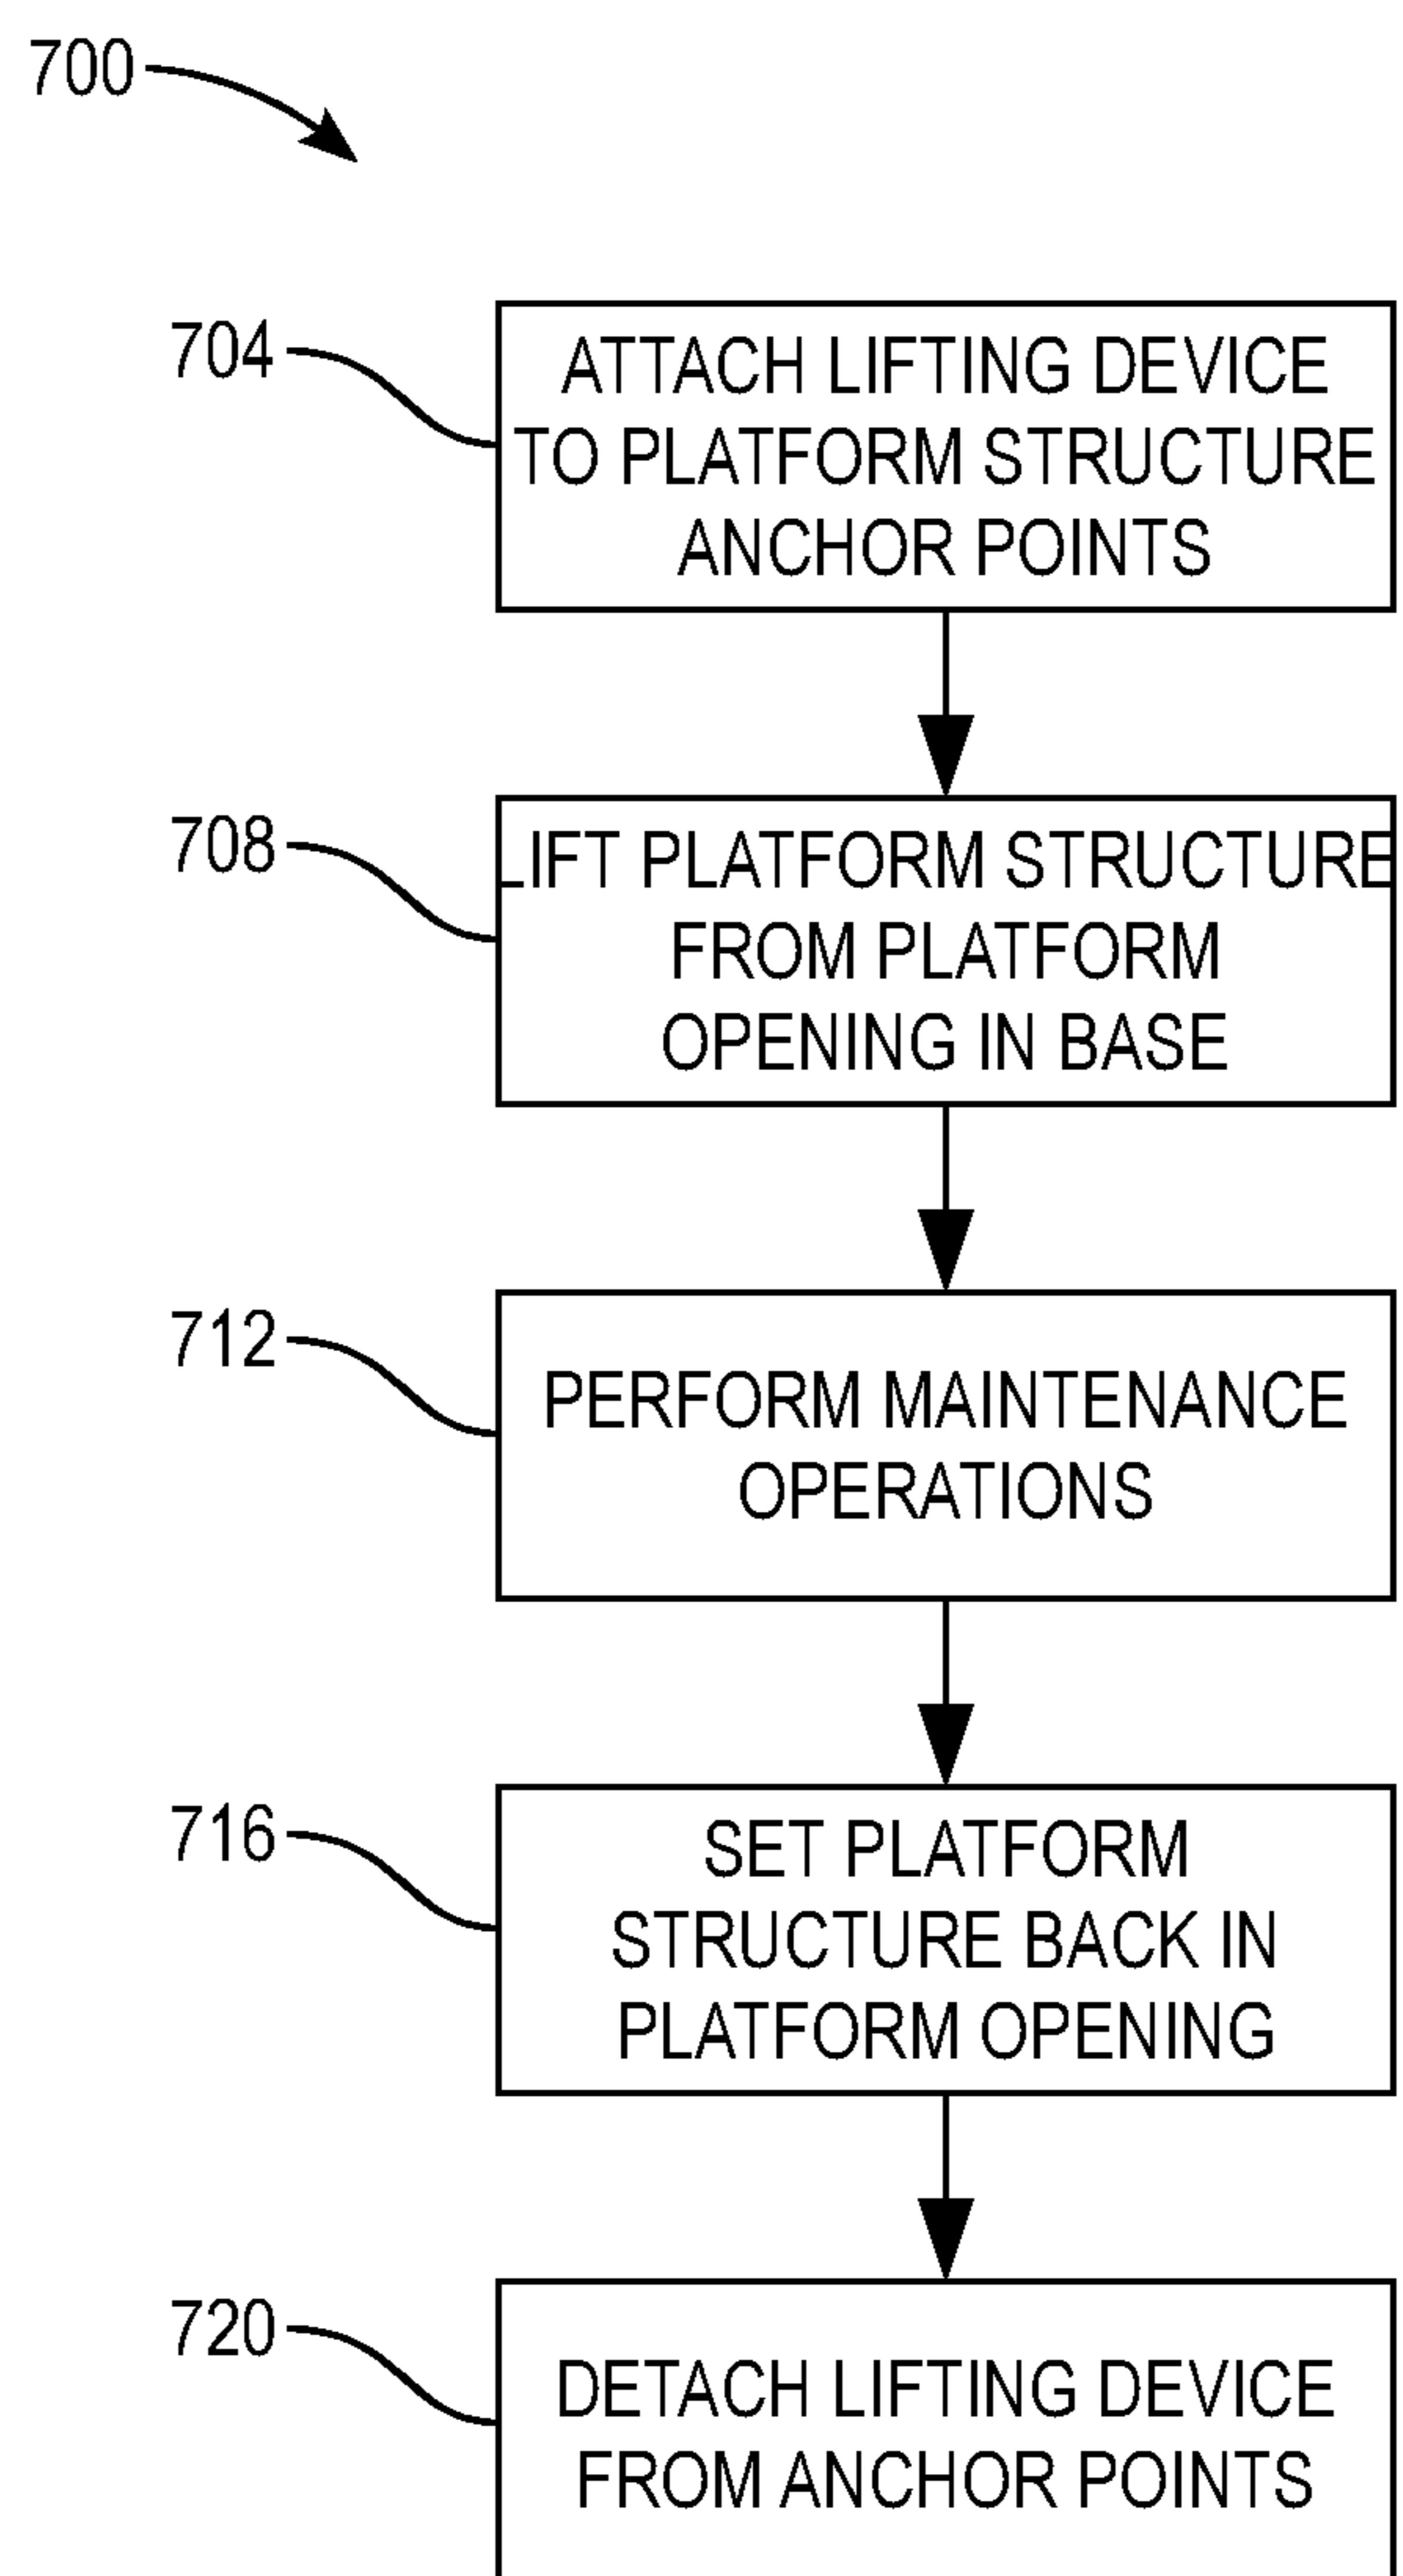 700
704
ATTACH LIFTING DEVICE
TO PLATFORM STRUCTURE
ANCHOR POINTS
708
LIFT PLATFORM STRUCTURE
FROM PLATFORM
OPENING IN BASE
712
PERFORM MAINTENANCE
OPERATIONS
716
SET PLATFORM
STRUCTURE BACK IN
PLATFORM OPENING
720
DETACH LIFTING DEVICE
FROM ANCHOR POINTS